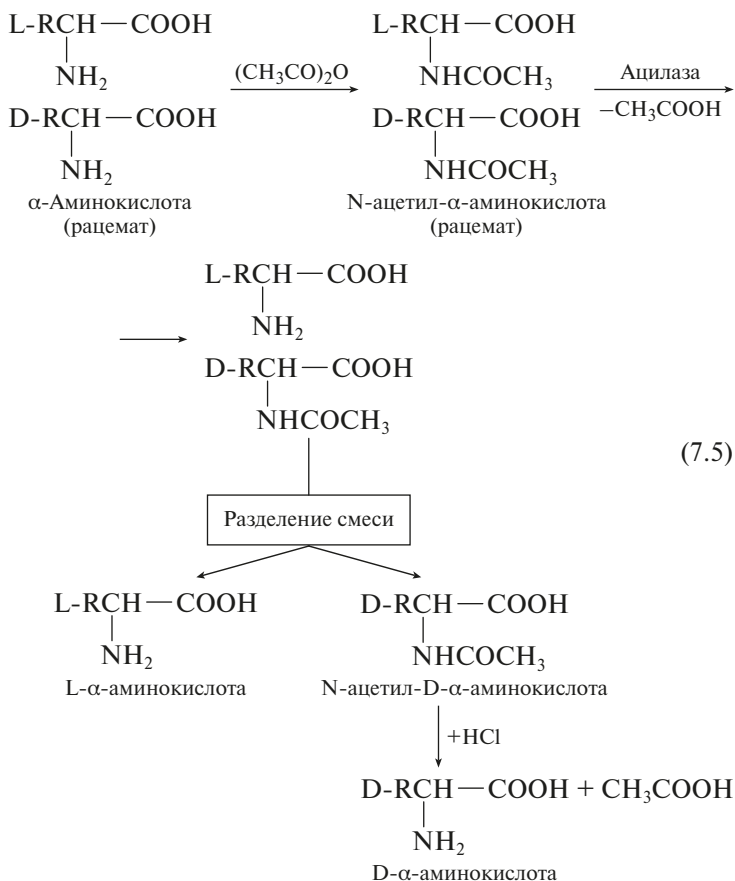 L-RCH—COOH L-RCH—COOH
NH₂ (CH₃CO)₂O NHCOCH₃ Ацилаза
D-RCH—COOH D-RCH—COOH –CH₃COOH
NH₂ NHCOCH₃
α-Аминокислота N-ацетил-α-аминокислота
(рацемат) (рацемат)
L-RCH—COOH
NH₂
D-RCH—COOH
NHCOCH₃
(7.5)
Разделение смеси
L-RCH—COOH D-RCH—COOH
NH₂ NHCOCH₃
L-α-аминокислота N-ацетил-D-α-аминокислота
+HCl
D-RCH—COOH + CH₃COOH
NH₂
D-α-аминокислота